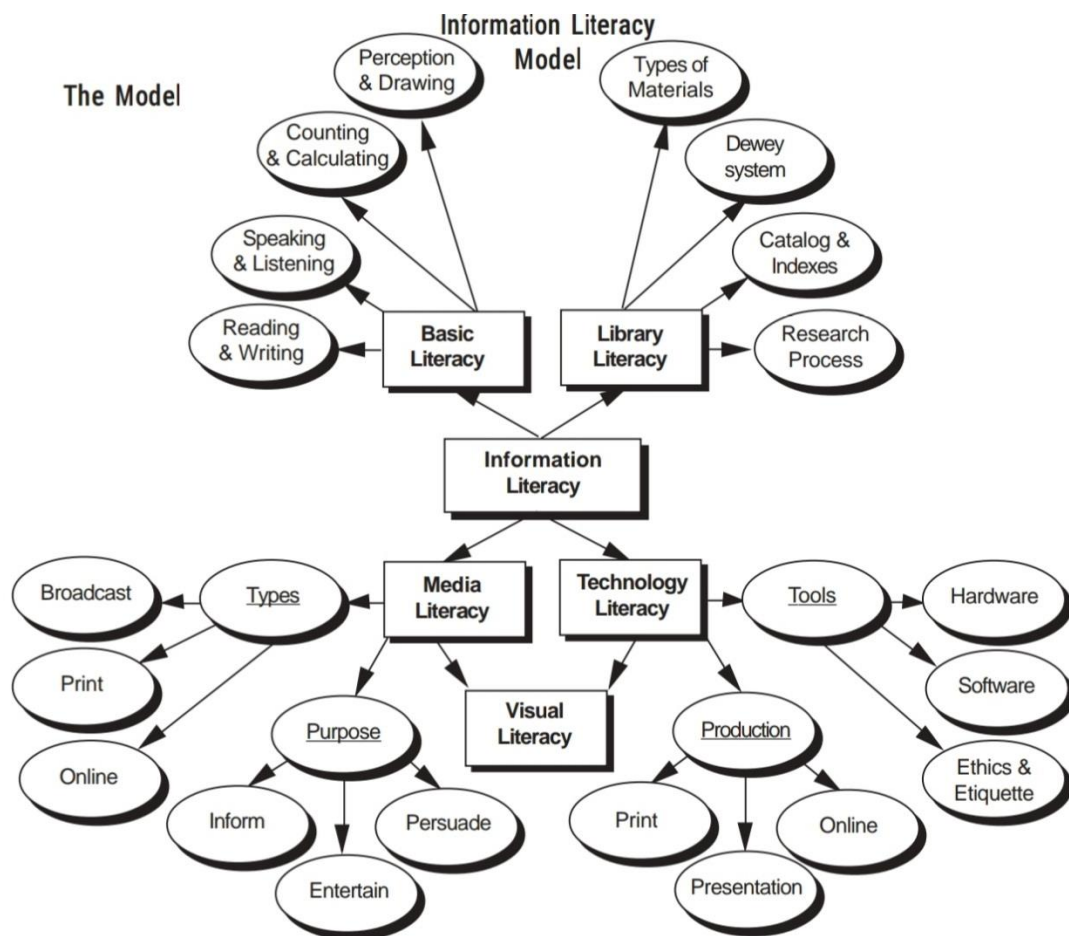 Information Literacy
Model
The Model
Perception
& Drawing
Types of
Materials
Counting
& Calculating
Dewey
system
Speaking
& Listening
Catalog &
Indexes
Reading
& Writing
Basic
Literacy
Library
Literacy
Research
Process
Information
Literacy
Broadcast
Types
Media
Literacy
Technology
Literacy
Tools
Hardware
Print
Software
Visual
Literacy
Purpose
Production
Online
Ethics &
Etiquette
Inform
Persuade
Print
Online
Entertain
Presentation